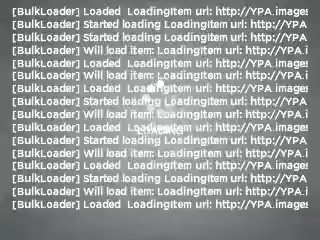 [BulkLoader] Loaded LoadingItem url: http://YPA.images
[BulkLoader] Started loading LoadingItem url: http://YPA
[BulkLoader] Loaded LoadingItem url: http://YPA.images
[BulkLoader] Will load item: LoadingItem url: http://YPA.i
[BulkLoader] Started loading LoadingItem url: http://YPA
[BulkLoader] Will load item: LoadingItem url: http://YPA.i
[BulkLoader] Loaded LoadingItem url: http://YPA.images
[BulkLoader] Started loading LoadingItem url: http://YPA
[BulkLoader] Loaded LoadingItem url: http://YPA.images
[BulkLoader] Loaded LoadingItem url: http://YPA.images
[BulkLoader] Started loading LoadingItem url: http://YPA
[BulkLoader] Will load item: LoadingItem url: http://YPA.i
[BulkLoader] Loaded LoadingItem url: http://YPA.images
[BulkLoader] Started loading LoadingItem url: http://YPA
[BulkLoader] Will load item: LoadingItem url: http://YPA.i
[BulkLoader] Loaded LoadingItem url: http://YPA.images